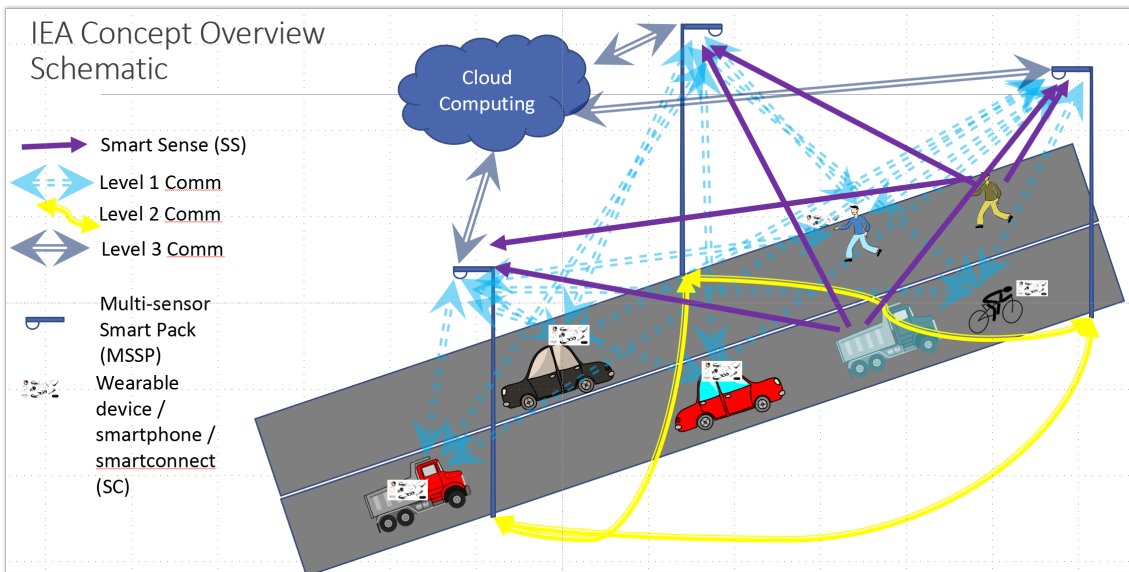 IEA Concept Overview
Schematic
Cloud
Computing
Smart Sense (SS)
Level 1 Comm
Level 2 Comm
Level 3 Comm
Multi-sensor
Smart Pack
(MSSP)
Wearable
device /
smartphone /
smartconnect
(SC)